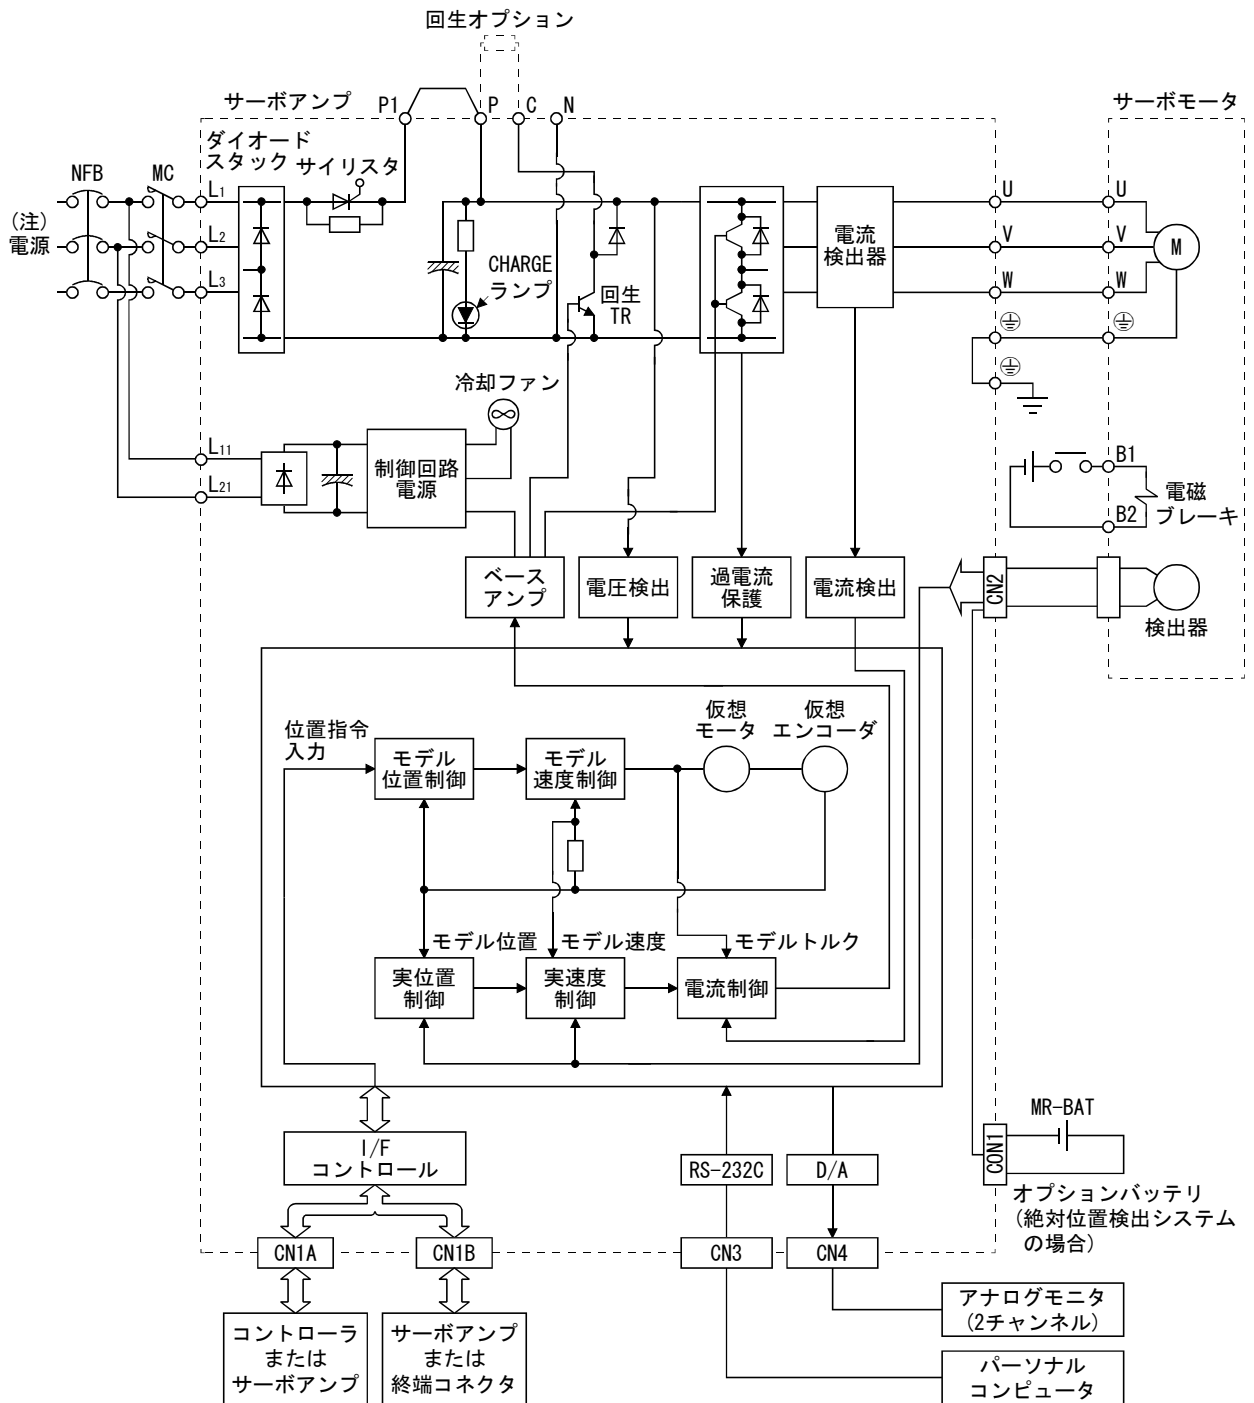 回生オプション
サーボアンプ
P1
P
C
N
サーボモータ
ダイオード
スタック
サイリスタ
NFB
MC
L1
L2
L3
(注)
電源
CHARGE
ランプ
回生
TR
電流
検出器
U
V
W
U
V
W
M
冷却ファン
L11
L21
制御回路
電源
B1
B2
電磁
ブレーキ
ベース
アンプ
電圧検出
過電流
保護
電流検出
CN2
検出器
位置指令
入力
モデル
位置制御
モデル
速度制御
仮想
モータ
仮想
エンコーダ
モデル位置
モデル速度
モデルトルク
実位置
制御
実速度
制御
電流制御
I/F
コントロール
RS-232C
D/A
CON1
MR-BAT
オプションバッテリ
(絶対位置検出システム
の場合)
CN1A
CN1B
CN3
CN4
コントローラ
または
サーボアンプ
サーボアンプ
または
終端コネクタ
アナログモニタ
(2チャンネル)
パーソナル
コンピュータ